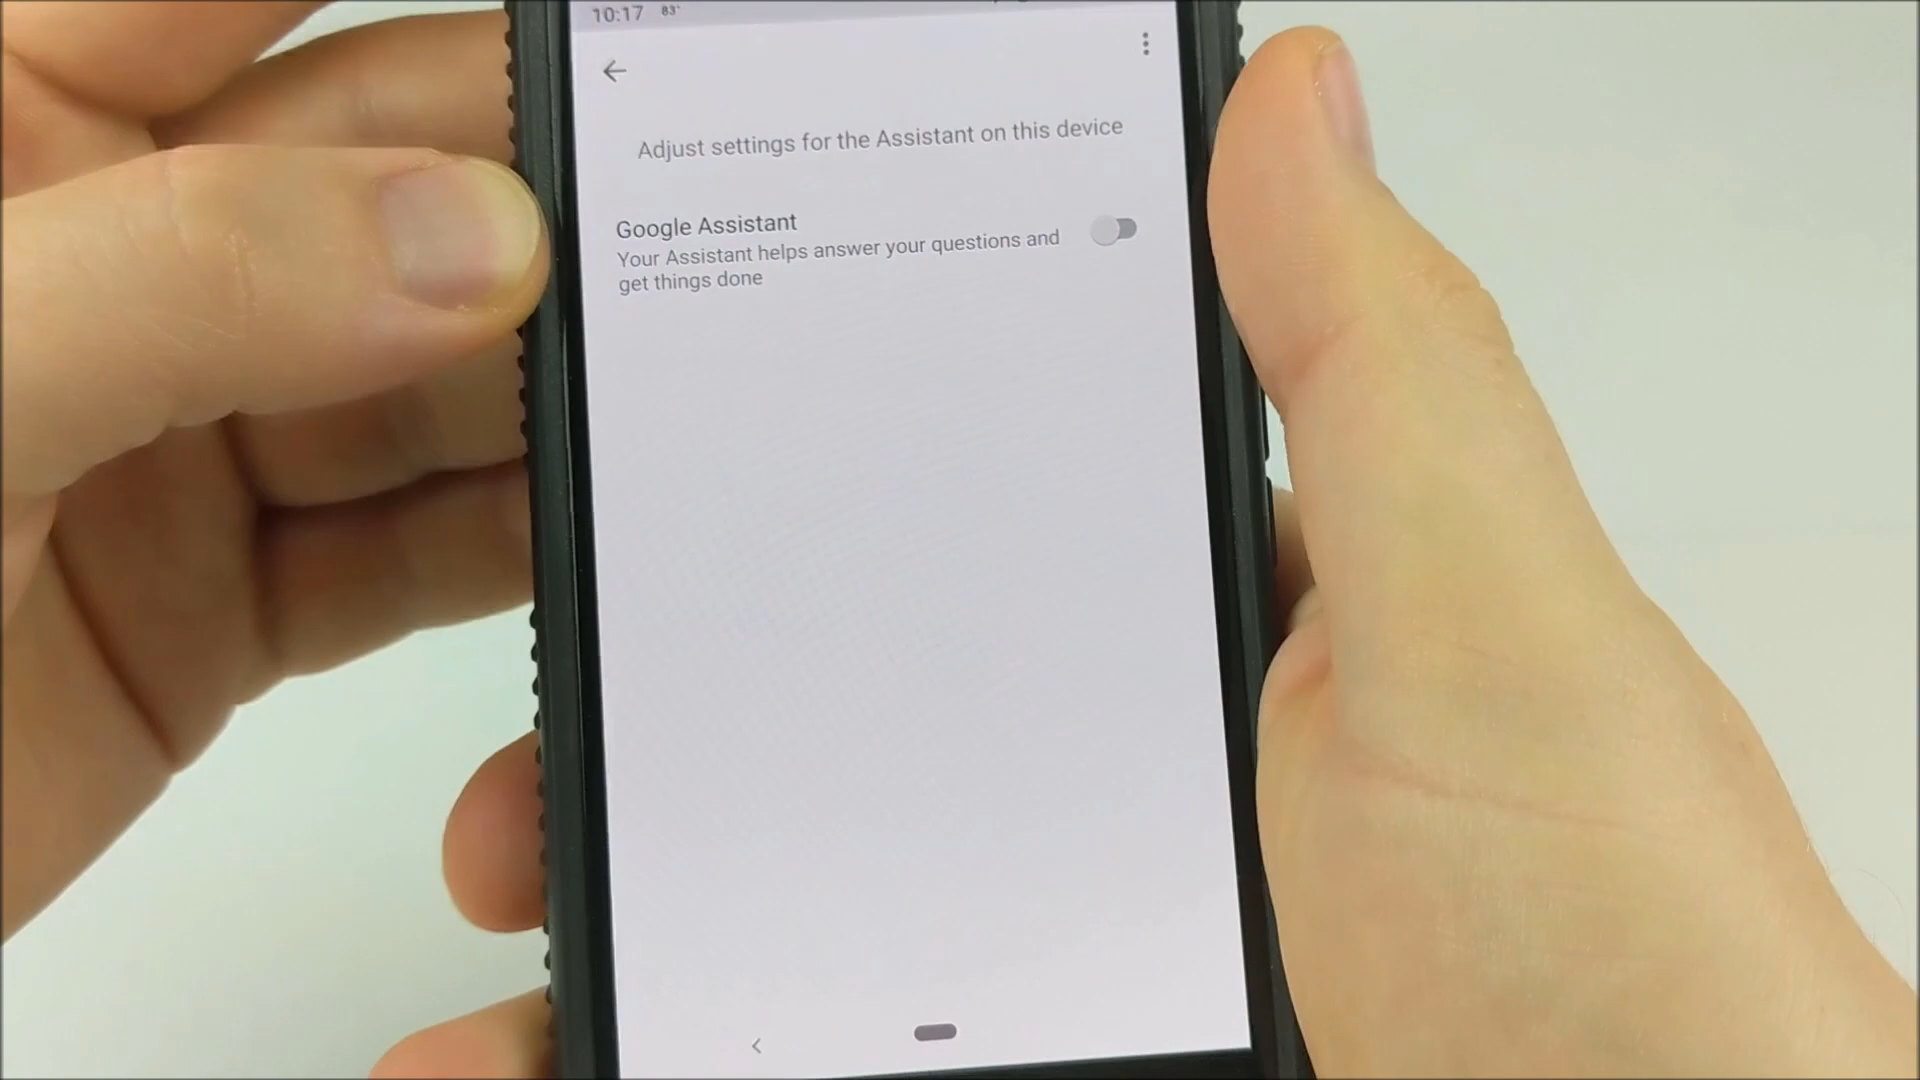 10:17 83°
Adjust settings for the Assistant on this device
Google Assistant
Your Assistant helps answer your questions and
get things done